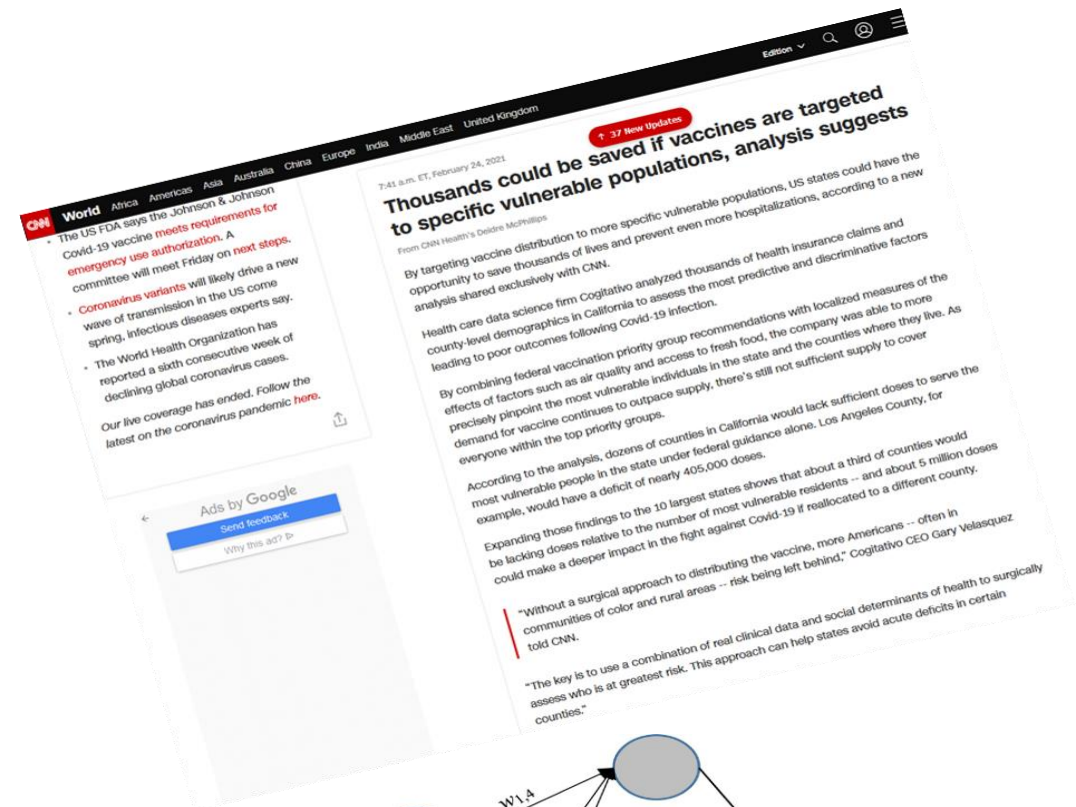 CNN World Africa Americas Asia Australia China Europe India Middle East United Kingdom Edition
The US FDA says the Johnson & Johnson
Covid-19 vaccine meets requirements for
emergency use authorization. A
committee will meet Friday on next steps.
Coronavirus variants will likely drive a new
wave of transmission in the US come
spring, infectious diseases experts say.
The World Health Organization has
reported a sixth consecutive week of
declining global coronavirus cases.
Our live coverage has ended. Follow the
latest on the coronavirus pandemic here.
Ads by Google
Send feedback
Why this ad?
37 New Updates
7:41 a.m. ET, February 24, 2021
Thousands could be saved if vaccines are targeted
to specific vulnerable populations, analysis suggests
From CNN Health's Deidre McPhillips
By targeting vaccine distribution to more specific vulnerable populations, US states could have the
opportunity to save thousands of lives and prevent even more hospitalizations, according to a new
analysis shared exclusively with CNN.
Health care data science firm Cogitativo analyzed thousands of health insurance claims and
county-level demographics in California to assess the most predictive and discriminative factors
leading to poor outcomes following Covid-19 infection.
By combining federal vaccination priority group recommendations with localized measures of the
effects of factors such as air quality and access to fresh food, the company was able to more
precisely pinpoint the most vulnerable individuals in the state and the counties where they live. As
demand for vaccine continues to outpace supply, there's still not sufficient supply to cover
everyone within the top priority groups.
According to the analysis, dozens of counties in California would lack sufficient doses to serve the
most vulnerable people in the state under federal guidance alone. Los Angeles County, for
example, would have a deficit of nearly 405,000 doses.
Expanding those findings to the 10 largest states shows that about a third of counties would
be lacking doses relative to the number of most vulnerable residents -- and about 5 million doses
could make a deeper impact in the fight against Covid-19 if reallocated to a different county.
"Without a surgical approach to distributing the vaccine, more Americans -- often in
communities of color and rural areas -- risk being left behind," Cogitativo CEO Gary Velasquez
told CNN.
"The key is to use a combination of real clinical data and social determinants of health to surgically
assess who is at greatest risk. This approach can help states avoid acute deficits in certain
counties."
W1,4